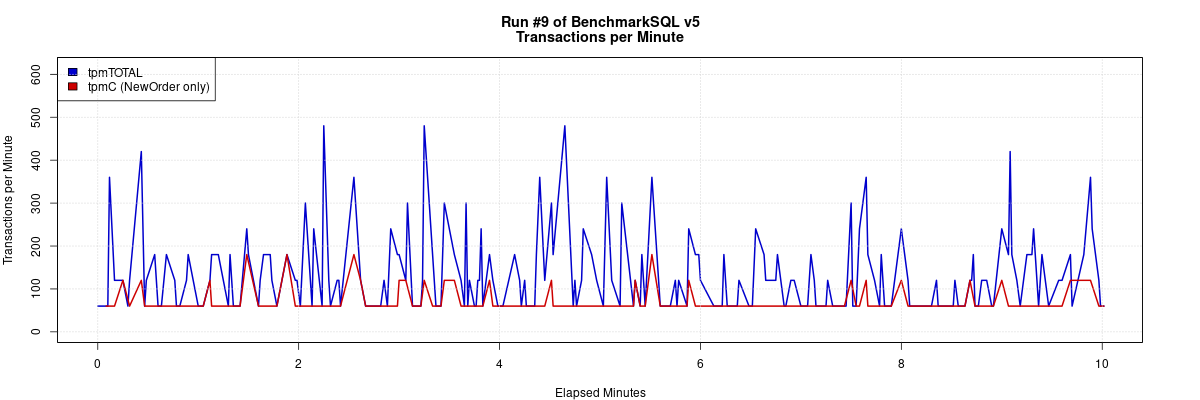 Run #9 of BenchmarkSQL v5
Transactions per Minute
tpmTOTAL
tpmC (NewOrder only)
Transactions per Minute
600
500
400
300
200
100
0
0 2 4 6 8 10
Elapsed Minutes